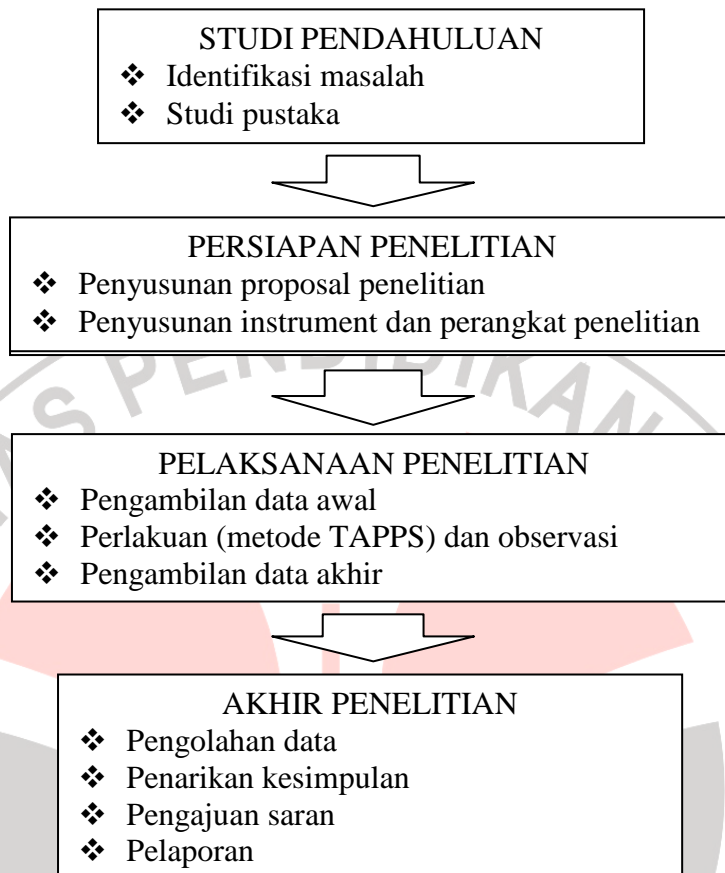 STUDI PENDAHULUAN
❖ Identifikasi masalah
❖ Studi pustaka
PERSIAPAN PENELITIAN
❖ Penyusunan proposal penelitian
❖ Penyusunan instrument dan perangkat penelitian
AS PENDIDIKAN
PELAKSANAAN PENELITIAN
❖ Pengambilan data awal
❖ Perlakuan (metode TAPPS) dan observasi
❖ Pengambilan data akhir
AKHIR PENELITIAN
❖ Pengolahan data
❖ Penarikan kesimpulan
❖ Pengajuan saran
❖ Pelaporan